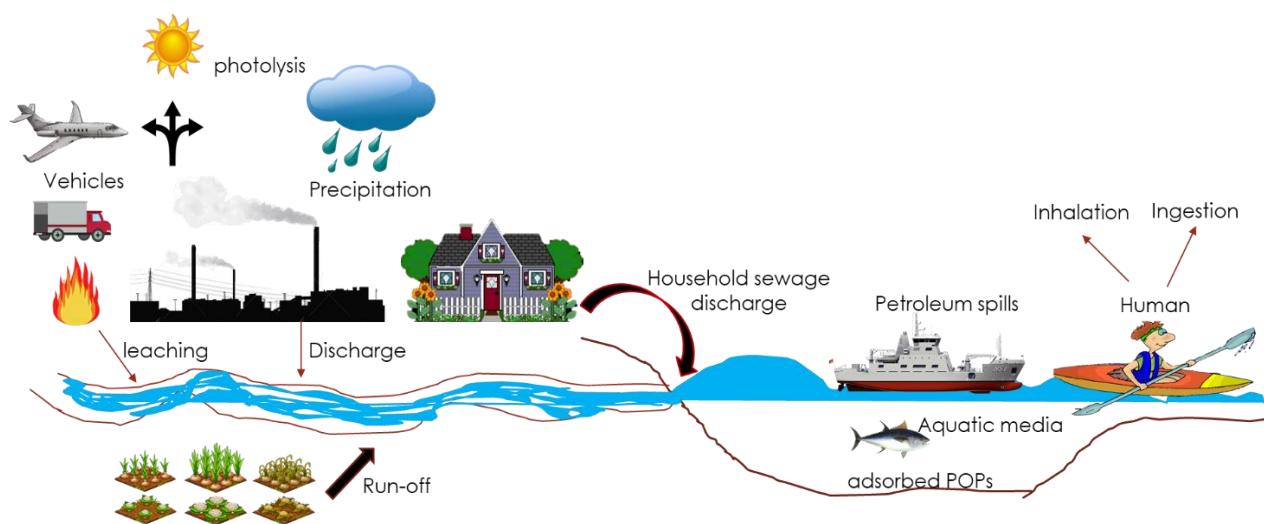 photolysis
Vehicles
Precipitation
Inhalation
Ingestion
Household sewage
discharge
Petroleum spills
Human
leaching
Discharge
Aquatic media
Run-off
adsorbed POPs